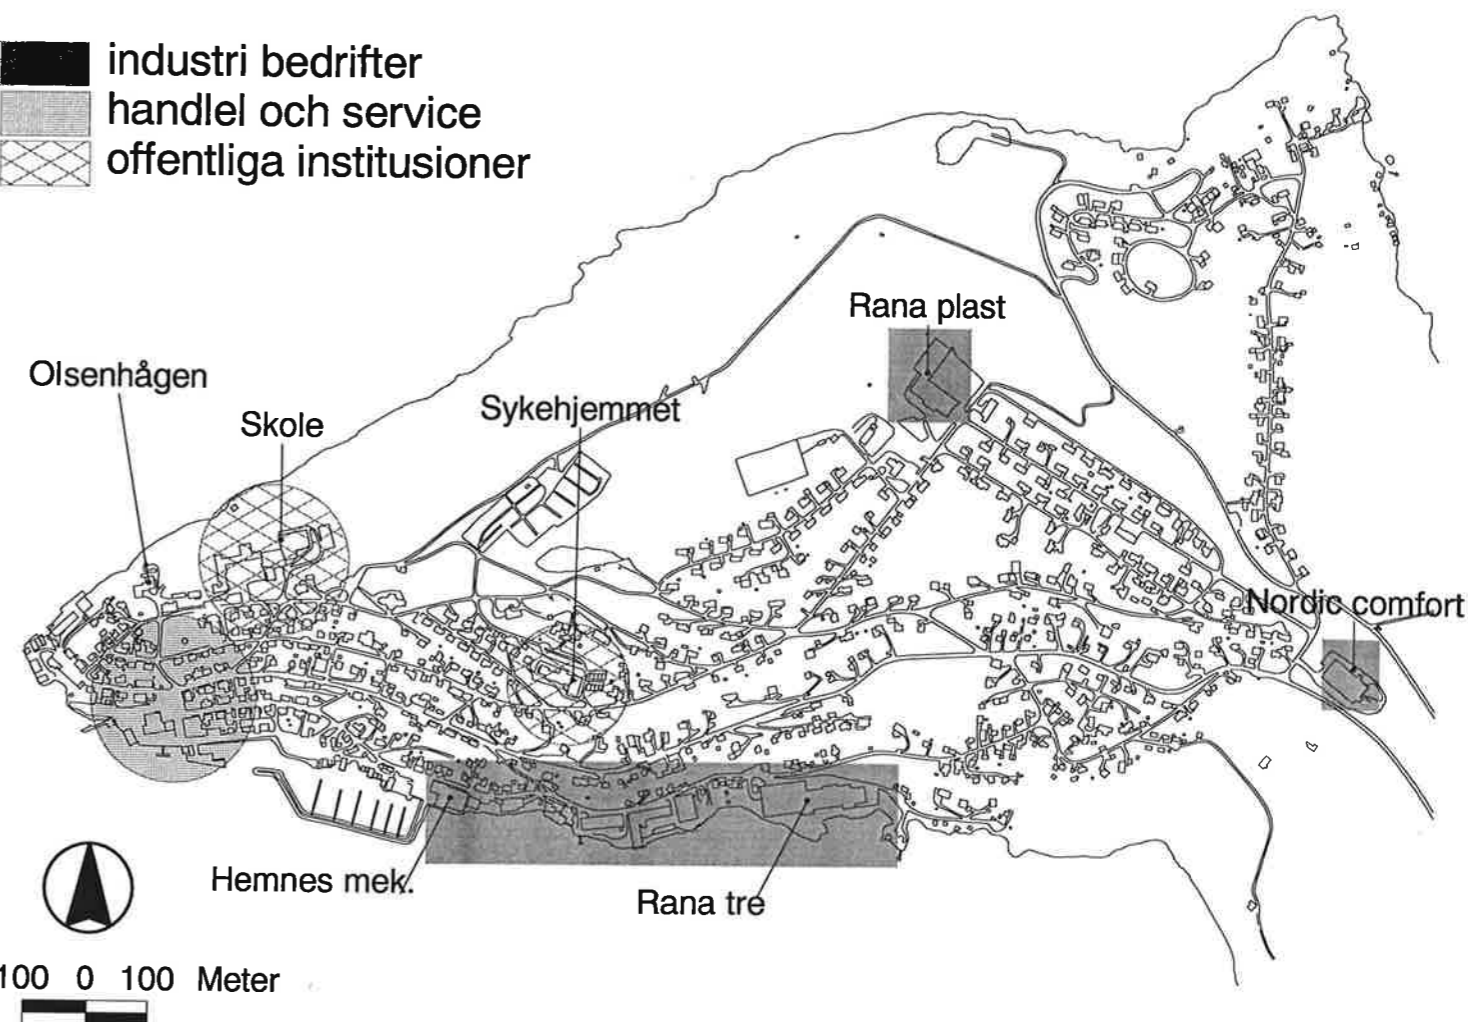 industri bedrifter
handlel och service
offentliga institusioner
Rana plast
Olsenhågen
Sykehjemmet
Skole
Nordic comfort
Hemnes mek.
Rana tre
100 0 100 Meter